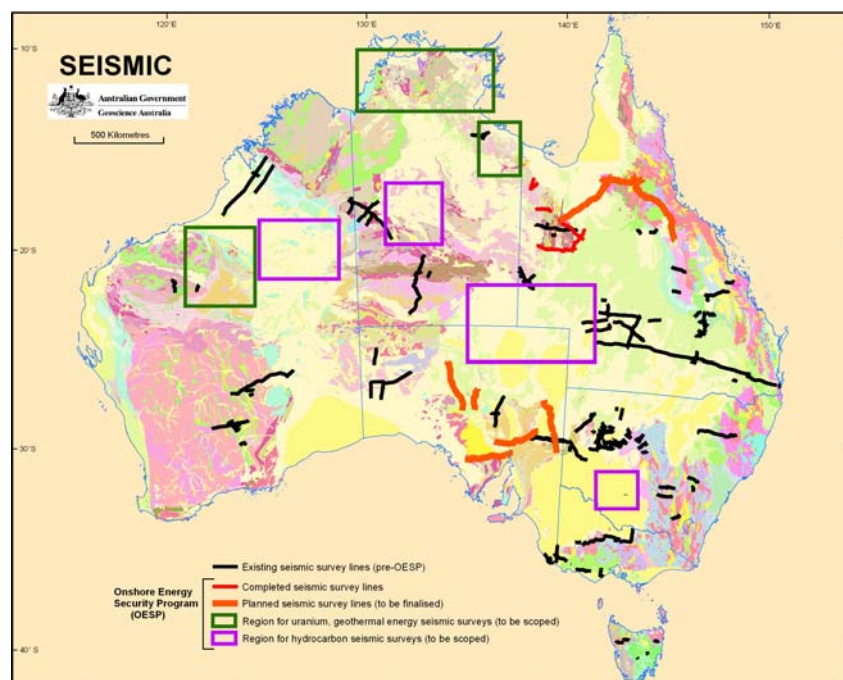 120°E
130°E
140°E
150°E
10°S
SEISMIC
Australian Government
Geoscience Australia
500 Kilometres
20°S
30°S
Existing seismic survey lines (pre-OESP)
Onshore Energy
Security Program
(OESP)
Completed seismic survey lines
Planned seismic survey lines (to be finalised)
Region for uranium, geothermal energy seismic surveys (to be scoped)
Region for hydrocarbon seismic surveys (to be scoped)
40° S